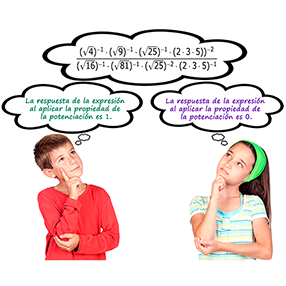 (√4)⁻¹ · (√9)⁻¹ · (√25)⁻¹ · (2 · 3 · 5))⁻²
(√16)⁻¹ · (√81)⁻¹ · (√25)⁻² · (2 · 3 · 5)⁻¹
La respuesta de la expresión
al aplicar la propiedad de
la potenciación es 1.
La respuesta de la expresión
al aplicar la propiedad de
la potenciación es 0.